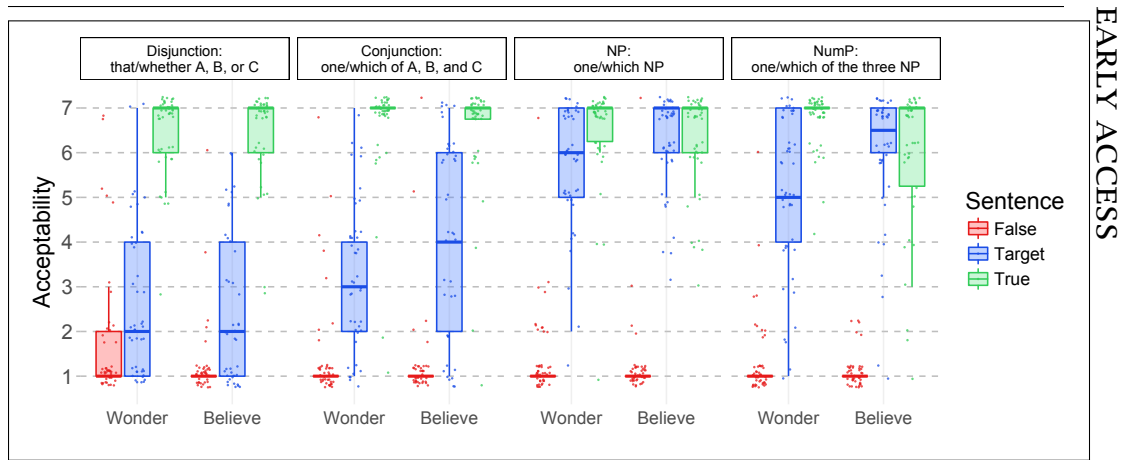 EARLY ACCESS
Disjunction:
that/whether A, B, or C
Conjunction:
one/which of A, B, and C
NP:
one/which NP
NumP:
one/which of the three NP
Acceptability
7
6
5
4
3
2
1
Wonder
Believe
Wonder
Believe
Wonder
Believe
Wonder
Believe
Sentence
False
Target
True